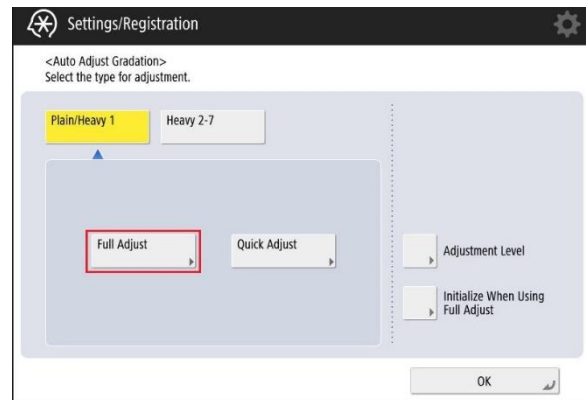 Settings/Registration
<Auto Adjust Gradation>
Select the type for adjustment.
Plain/Heavy 1
Heavy 2-7
Full Adjust
Quick Adjust
Adjustment Level
Initialize When Using
Full Adjust
OK